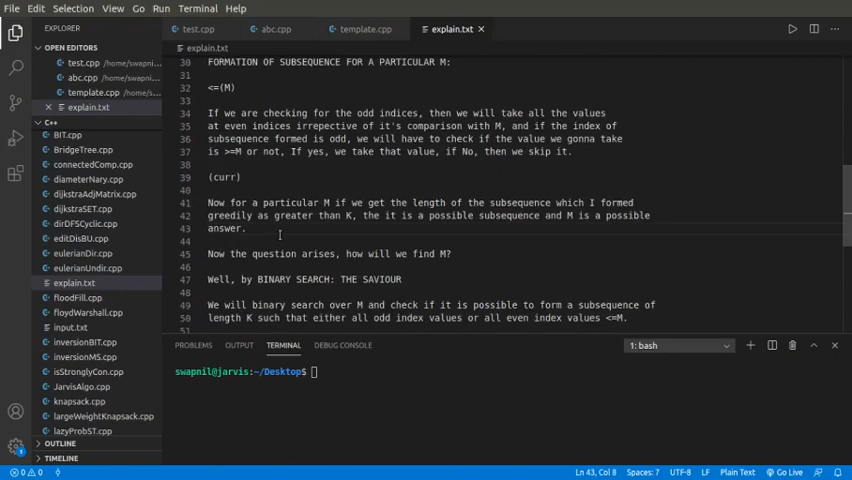 File Edit Selection View Go Run Terminal Help
EXPLORER
OPEN EDITORS
test.cpp /home/swapnil...
abc.cpp /home/swapni...
template.cpp /home/s...
explain.txt
C++
BIT.cpp
BridgeTree.cpp
connectedComp.cpp
diameterNary.cpp
dijkstraAdjMatrix.cpp
dijkstraSET.cpp
dirDFSCyclic.cpp
editDisBU.cpp
eulerianDir.cpp
eulerianUndir.cpp
explain.txt
floodFill.cpp
floydWarshall.cpp
input.txt
inversionBIT.cpp
inversionMS.cpp
isStronglyCon.cpp
JarvisAlgo.cpp
knapsack.cpp
largeWeightKnapsack.cpp
lazyProbST.cpp
OUTLINE
TIMELINE
test.cpp abc.cpp template.cpp explain.txt
explain.txt
30 FORMATION OF SUBSEQUENCE FOR A PARTICULAR M:
31
32 <=(M)
33
34 If we are checking for the odd indices, then we will take all the values
35 at even indices irrepective of it's comparison with M, and if the index of
36 subsequence formed is odd, we will have to check if the value we gonna take
37 is >=M or not, If yes, we take that value, if No, then we skip it.
38
39 (curr)
40
41 Now for a particular M if we get the length of the subsequence which I formed
42 greedily as greater than K, the it is a possible subsequence and M is a possible
43 answer.
44
45 Now the question arises, how will we find M?
46
47 Well, by BINARY SEARCH: THE SAVIOUR
48
49 We will binary search over M and check if it is possible to form a subsequence of
50 length K such that either all odd index values or all even index values <=M.
51
PROBLEMS OUTPUT TERMINAL DEBUG CONSOLE 1: bash
swapnil@jarvis:~/Desktop$
1
0 0 Ln 43, Col 8 Spaces: 7 UTF-8 LF Plain Text Go Live